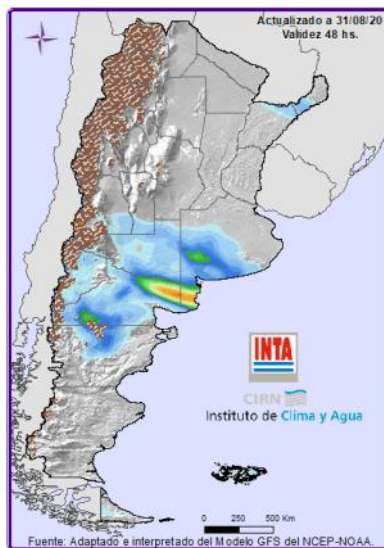 Actualizado a 31/08/20
Validez 48 hs.
INTA
CIRN
Instituto de Clima y Agua
0 250 500 Km
Fuente: Adaptado e interpretado del Modelo GFS del NCEP-NOAA.